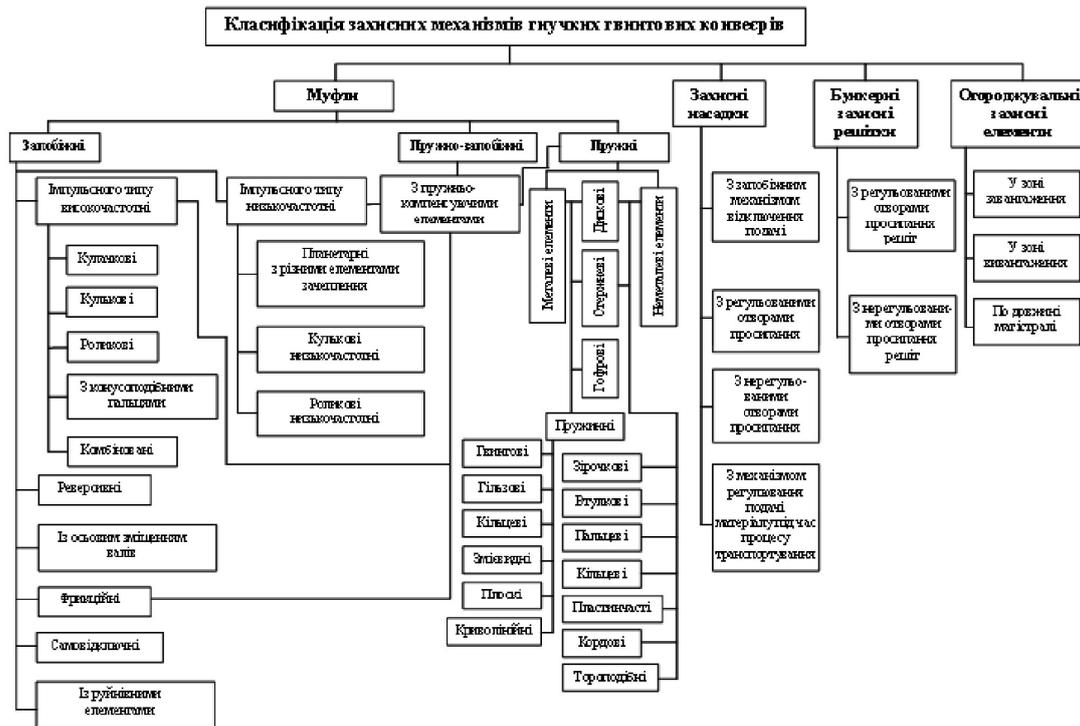 Класифікація захисних механізмів гнучких гвинтових конвеєрів
Муфти
Захисні
насадки
Бункерні
захисні
решітки
Огороджувальні
захисні
елементи
Запобіжні
Пружно-запобіжні
Пружні
Імпульсного типу
високочастотні
Імпульсного типу
низькочастотні
З пружньо-
компенсуючими
елементами
Кулачкові
Кулькові
Роликові
З конусоподібними
пальцями
Комбіновані
Реверсивні
Із осьовим зміщенням
валів
Фрикційні
Самовідключні
Із руйнівними
елементами
Планетарні
з різними елементами
зачеплення
Кулькові
низькочастотні
Роликові
низькочастотні
Металеві елементи
Дискові
Стержневі
Гофрові
Неметалеві елементи
Пружинні
Гвинтові
Гільзові
Кільцеві
Змієвидні
Плоскі
Криволінійні
Зірочкові
Втулкові
Пальцеві
Кільцеві
Пластинчасті
Кордові
Тороподібні
З запобіжним
механізмом
відключення
подачі
З регульованими
отворами
просипання
З нерегульо-
ваними
отворами
просипання
З механізмом
регулювання
подачі
матеріалу під час
процесу
транспортування
З регульованими
отворами
просипання
решіт
З нерегульовани-
ми отворами
просипання
решіт
У зоні
завантаження
У зоні
вивантаження
По довжині
магістралі